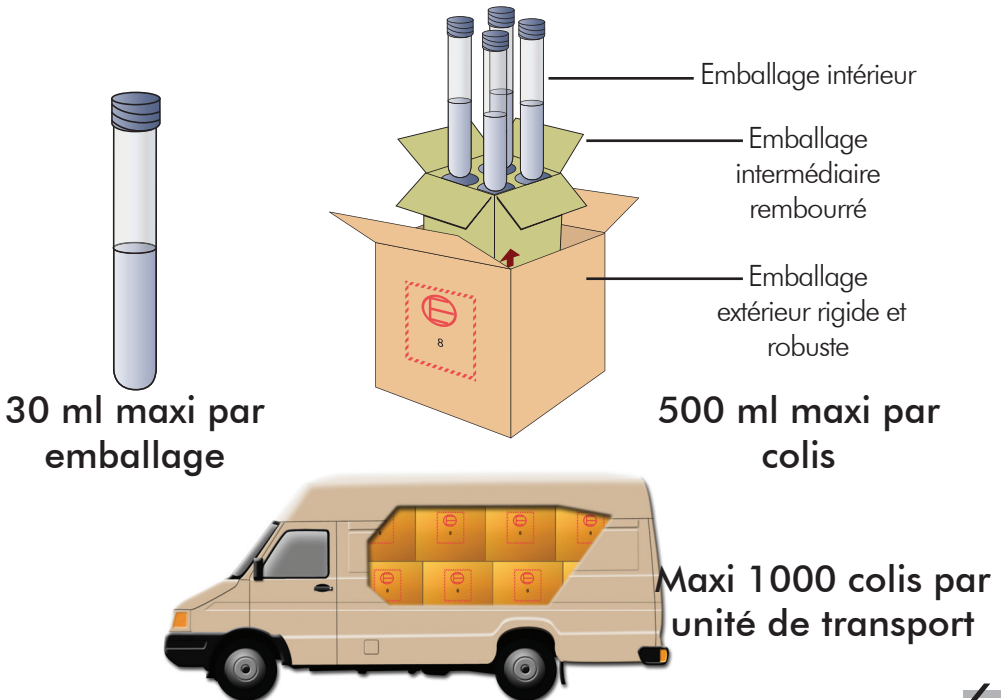 Emballage intérieur
Emballage
intermédiaire
rembourré
Emballage
extérieur rigide et
robuste
E
8
30 ml maxi par
emballage
500 ml maxi par
colis
Maxi 1000 colis par
unité de transport